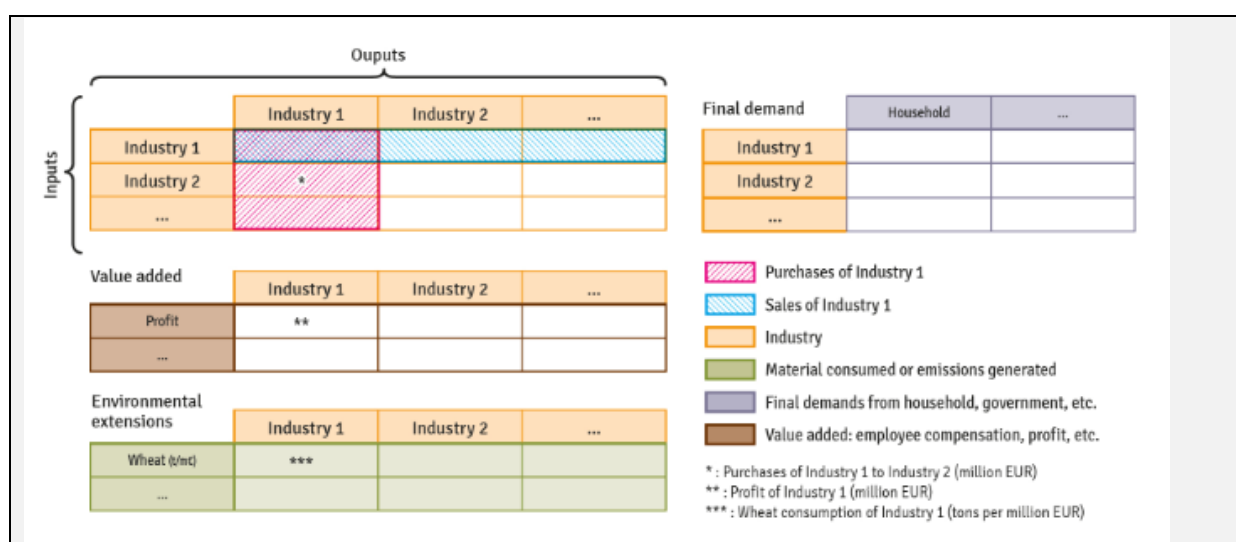 Ouputs
Industry 1 Industry 2 ...
Inputs
Industry 1
Industry 2 *
...
Final demand Household ...
Industry 1
Industry 2
...
Value added
Industry 1 Industry 2 ...
Profit **
...
Environmental
extensions
Industry 1 Industry 2 ...
Wheat (t/m€) ***
...
Purchases of Industry 1
Sales of Industry 1
Industry
Material consumed or emissions generated
Final demands from household, government, etc.
Value added: employee compensation, profit, etc.
* : Purchases of Industry 1 to Industry 2 (million EUR)
** : Profit of Industry 1 (million EUR)
*** : Wheat consumption of Industry 1 (tons per million EUR)